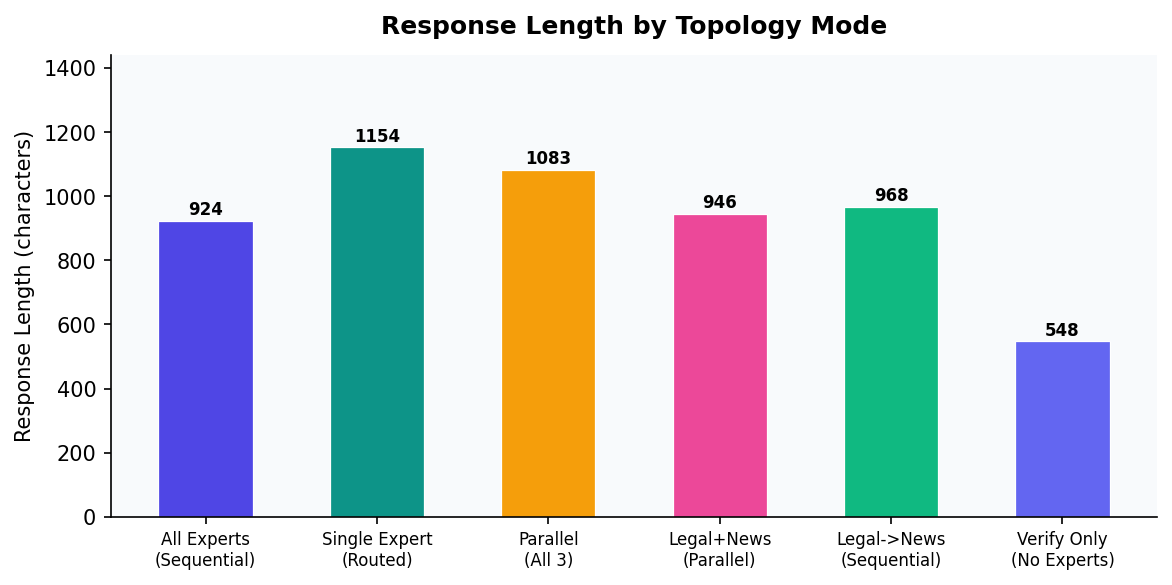 Response Length by Topology Mode
Response Length (characters)
1400
1200
1000
800
600
400
200
0
924
1154
1083
946
968
548
All Experts
(Sequential)
Single Expert
(Routed)
Parallel
(All 3)
Legal+News
(Parallel)
Legal->News
(Sequential)
Verify Only
(No Experts)